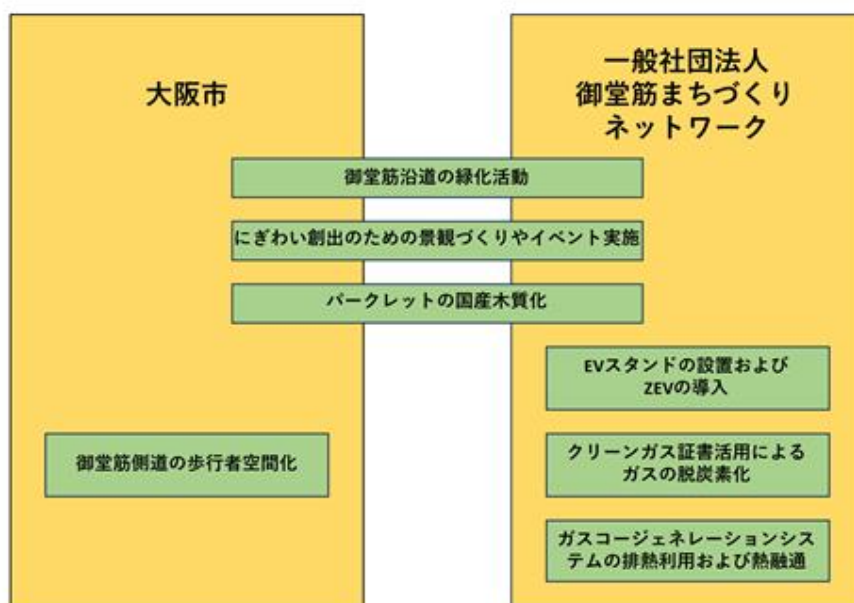 大阪市
一般社団法人
御堂筋まちづくり
ネットワーク
御堂筋沿道の緑化活動
にぎわい創出のための景観づくりやイベント実施
パークレットの国産木質化
EVスタンドの設置および
ZEVの導入
御堂筋側道の歩行者空間化
クリーンガス証書活用による
ガスの脱炭素化
ガスコージェネレーションシス
テムの排熱利用および熱融通